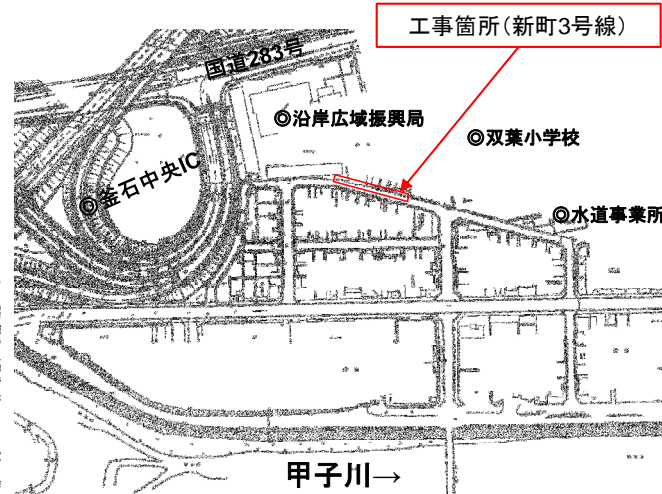 工事箇所(新町3号線)
国道283号
◎沿岸広域振興局
◎双葉小学校
◎釜石中央IC
◎水道事業所
甲子川→